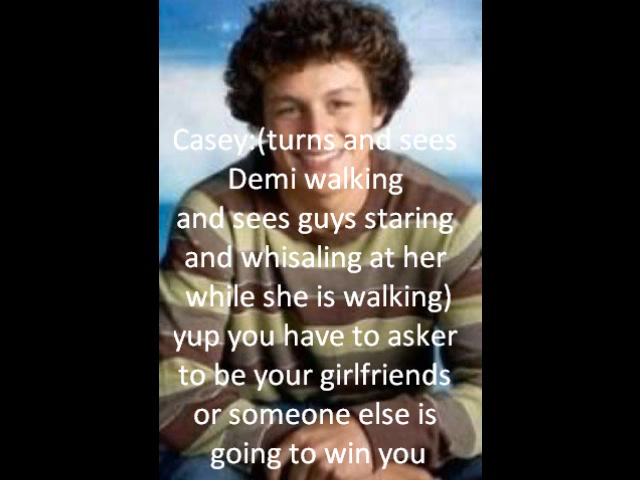 Casey:(turns and sees
Demi walking
and sees guys staring
and whisaling at her
while she is walking)
yup you have to asker
to be your girlfriends
or someone else is
going to win you